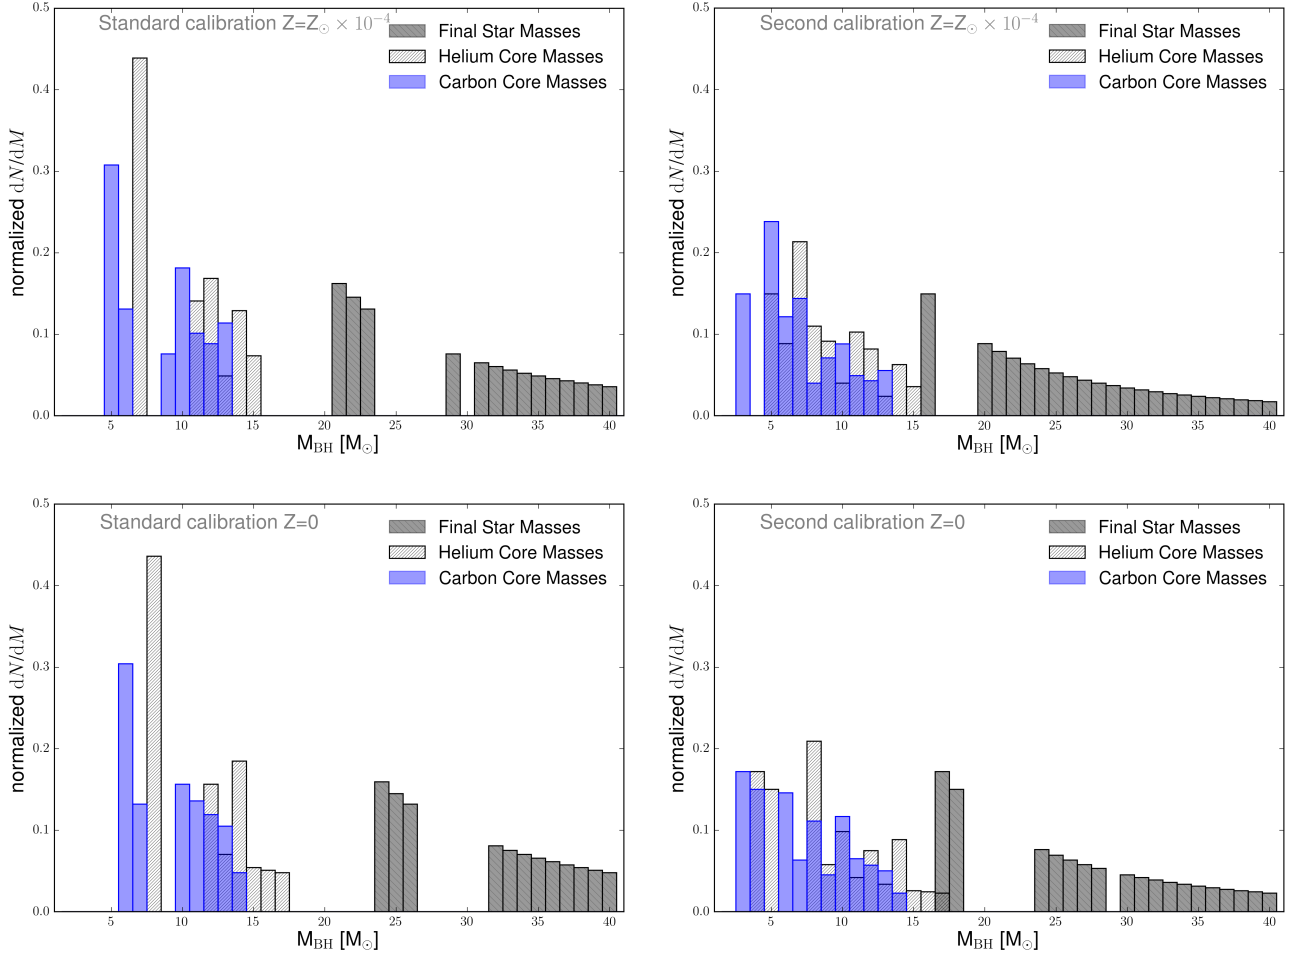 Standard calibration Z=Z⊙ × 10⁻⁴
Final Star Masses
Helium Core Masses
Carbon Core Masses
normalized dN/dM
0.5
0.4
0.3
0.2
0.1
0.0
5 10 15 20 25 30 35 40
M_BH [M⊙]
Second calibration Z=Z⊙ × 10⁻⁴
Final Star Masses
Helium Core Masses
Carbon Core Masses
normalized dN/dM
0.5
0.4
0.3
0.2
0.1
0.0
5 10 15 20 25 30 35 40
M_BH [M⊙]
Standard calibration Z=0
Final Star Masses
Helium Core Masses
Carbon Core Masses
normalized dN/dM
0.5
0.4
0.3
0.2
0.1
0.0
5 10 15 20 25 30 35 40
M_BH [M⊙]
Second calibration Z=0
Final Star Masses
Helium Core Masses
Carbon Core Masses
normalized dN/dM
0.5
0.4
0.3
0.2
0.1
0.0
5 10 15 20 25 30 35 40
M_BH [M⊙]